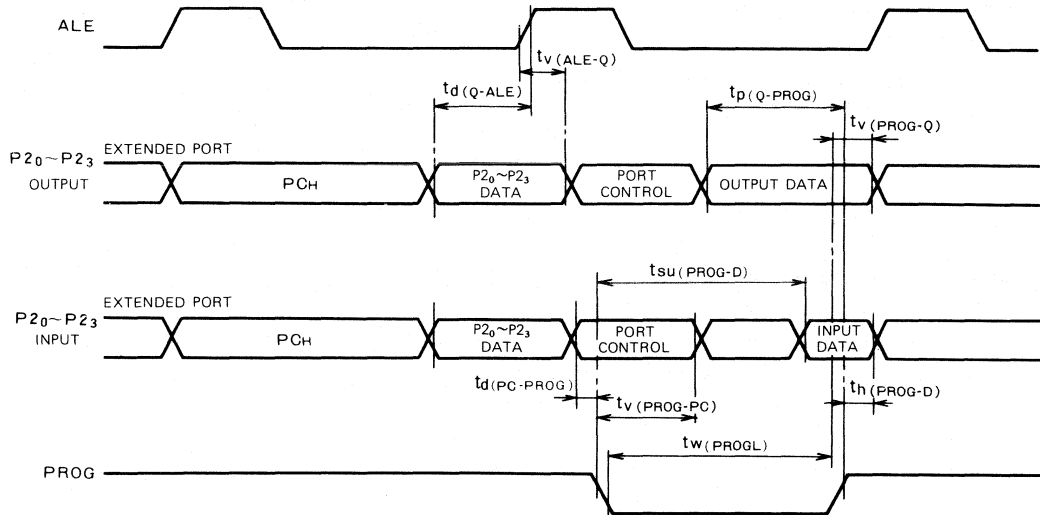 ALE
tv(ALE-Q)
td(Q-ALE)
tp(Q-PROG)
tv(PROG-Q)
EXTENDED PORT
P20~P23
OUTPUT
PCH
P20~P23
DATA
PORT
CONTROL
OUTPUT DATA
tsu(PROG-D)
EXTENDED PORT
P20~P23
INPUT
PCH
P20~P23
DATA
PORT
CONTROL
INPUT
DATA
td(PC-PROG)
tv(PROG-PC)
th(PROG-D)
tw(PROGL)
PROG